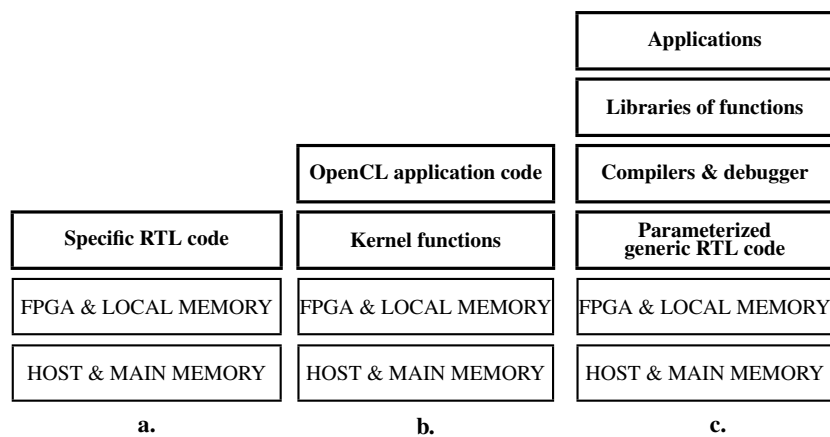 Applications
Libraries of functions
OpenCL application code
Compilers & debugger
Specific RTL code
Kernel functions
Parameterized
generic RTL code
FPGA & LOCAL MEMORY
FPGA & LOCAL MEMORY
FPGA & LOCAL MEMORY
HOST & MAIN MEMORY
HOST & MAIN MEMORY
HOST & MAIN MEMORY
a.
b.
c.